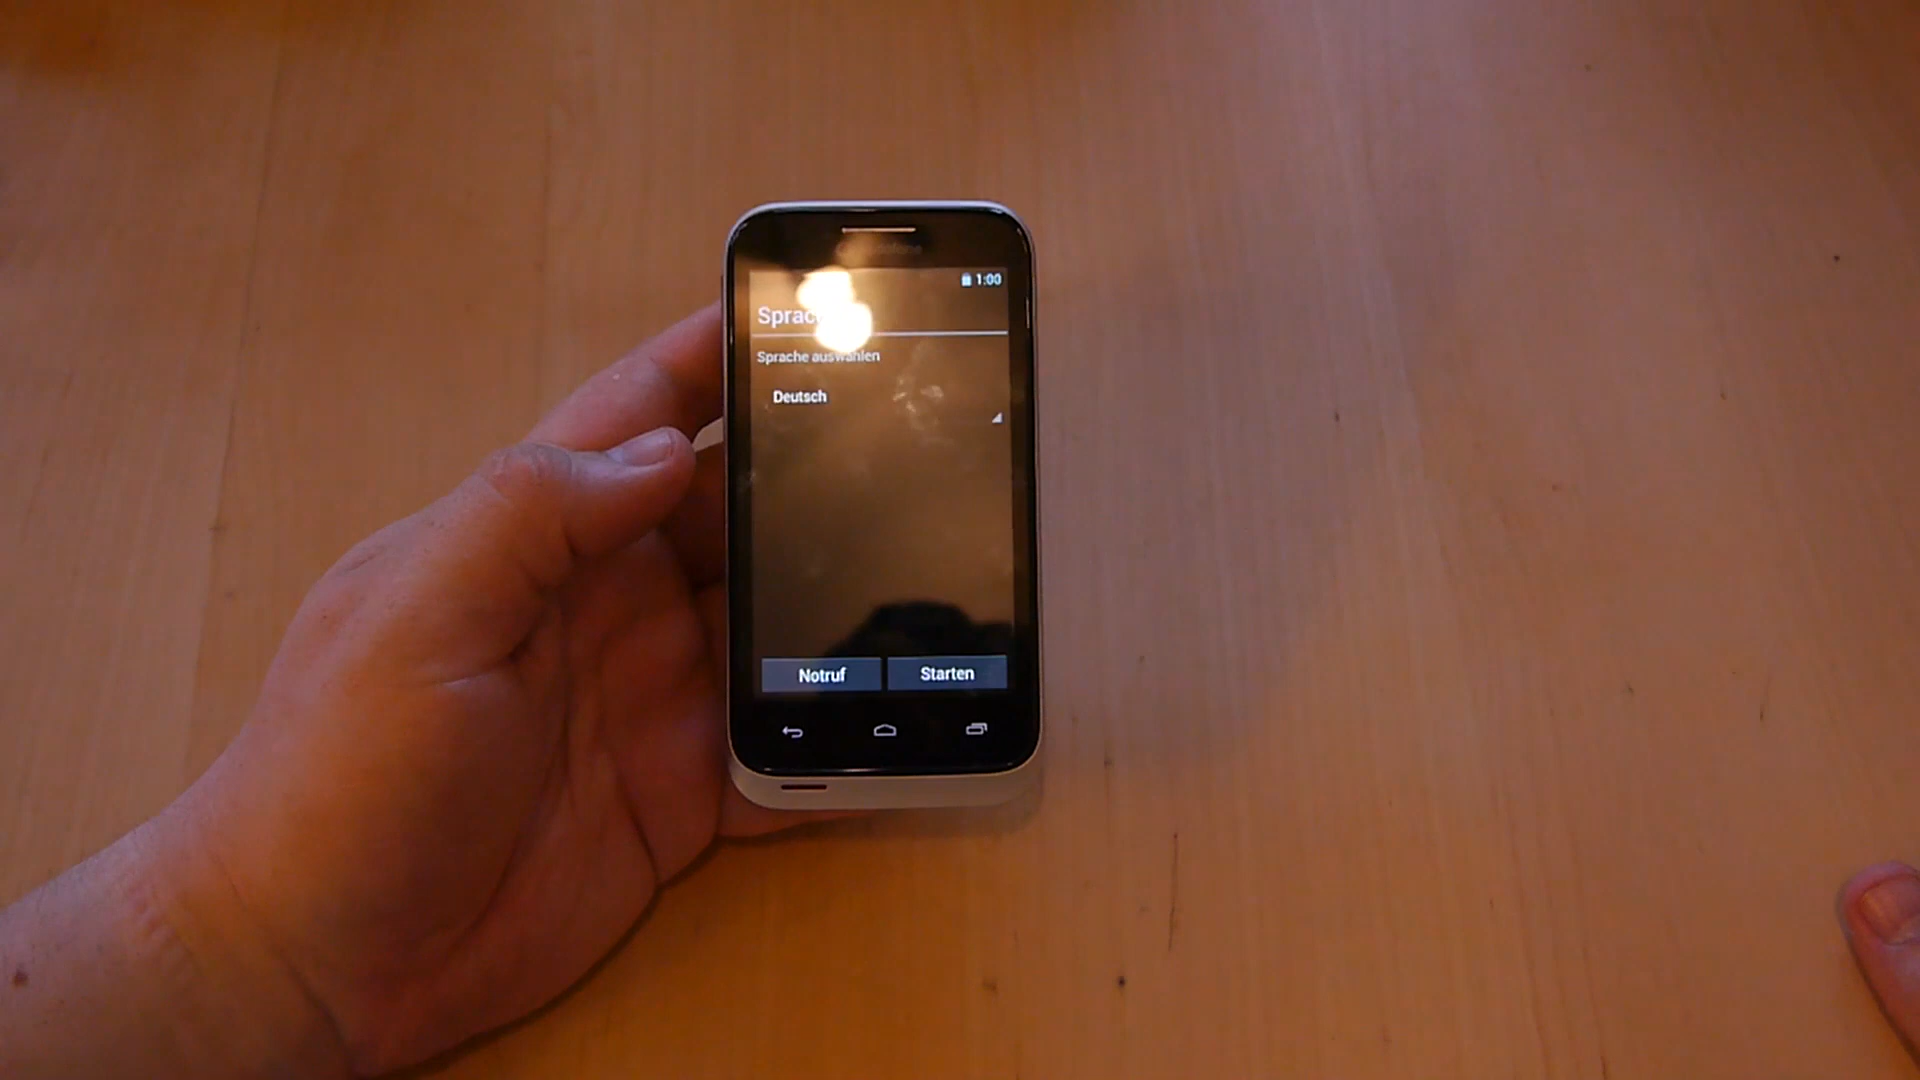 1:00
Sprache auswählen
Deutsch
Notruf
Starten